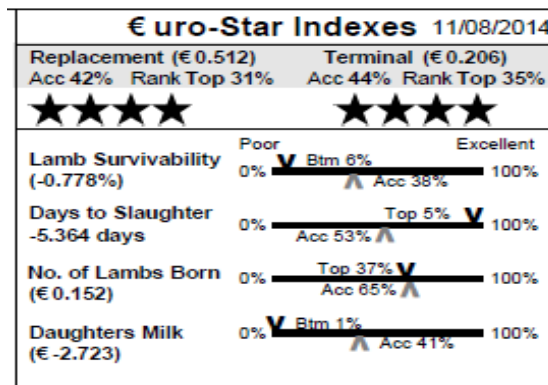 €uro-Star Indexes 11/08/2014
Replacement (€0.512) Terminal (€0.206)
Acc 42% Rank Top 31% Acc 44% Rank Top 35%
Poor Excellent
Lamb Survivability 0% Btm 6% 100%
(-0.778%) Acc 38%
Days to Slaughter Top 5%
-5.364 days 0% Acc 53% 100%
No. of Lambs Born 0% Top 37% 100%
(€0.152) Acc 65%
Daughters Milk 0% Btm 1% 100%
(€-2.723) Acc 41%